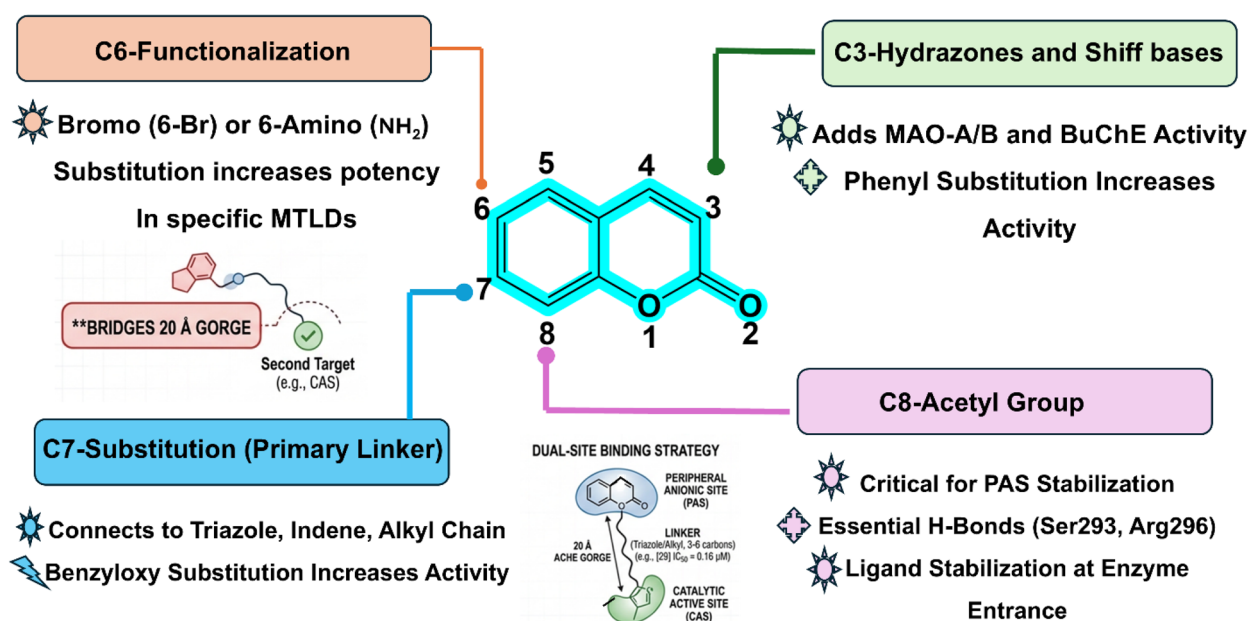 C6-Functionalization
Bromo (6-Br) or 6-Amino (NH₂)
Substitution increases potency
In specific MTLDs
**BRIDGES 20 Å GORGE
Second Target
(e.g., CAS)
C7-Substitution (Primary Linker)
Connects to Triazole, Indene, Alkyl Chain
Benzyloxy Substitution Increases Activity
5
4
6
3
7
8
O
1
O
2
C3-Hydrazones and Shiff bases
Adds MAO-A/B and BuChE Activity
Phenyl Substitution Increases
Activity
C8-Acetyl Group
Critical for PAS Stabilization
Essential H-Bonds (Ser293, Arg296)
Ligand Stabilization at Enzyme
Entrance
DUAL-SITE BINDING STRATEGY
PERIPHERAL
ANIONIC SITE
(PAS)
O
O
LINKER
(Triazole/Alkyl, 3-6 carbons)
(e.g., [29] IC₅₀ = 0.16 µM)
20 Å
ACHE GORGE
CATALYTIC
ACTIVE SITE
(CAS)